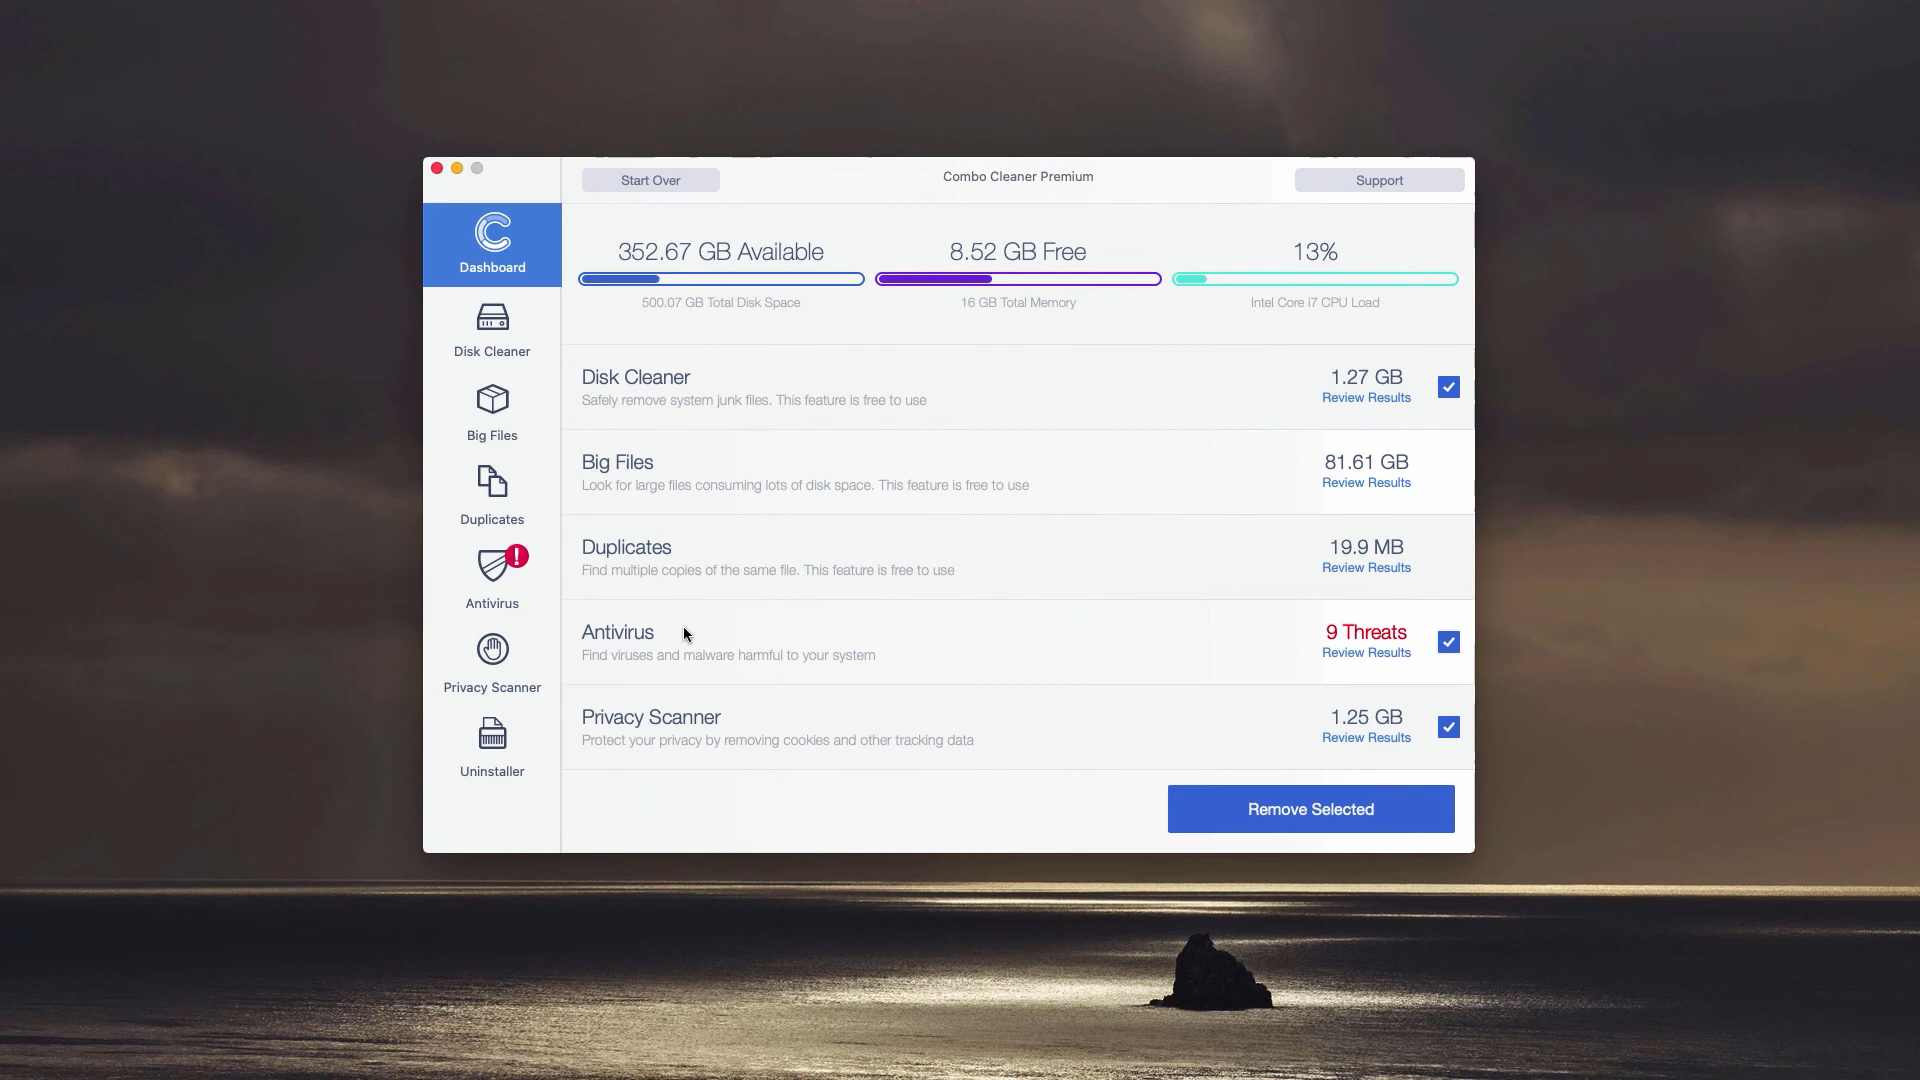 Start Over
Combo Cleaner Premium
Support
Dashboard
Disk Cleaner
Big Files
Duplicates
Antivirus
Privacy Scanner
Uninstaller
352.67 GB Available
500.07 GB Total Disk Space
8.52 GB Free
16 GB Total Memory
13%
Intel Core i7 CPU Load
Disk Cleaner
Safely remove system junk files. This feature is free to use
1.27 GB
Review Results
Big Files
Look for large files consuming lots of disk space. This feature is free to use
81.61 GB
Review Results
Duplicates
Find multiple copies of the same file. This feature is free to use
19.9 MB
Review Results
Antivirus
Find viruses and malware harmful to your system
9 Threats
Review Results
Privacy Scanner
Protect your privacy by removing cookies and other tracking data
1.25 GB
Review Results
Remove Selected